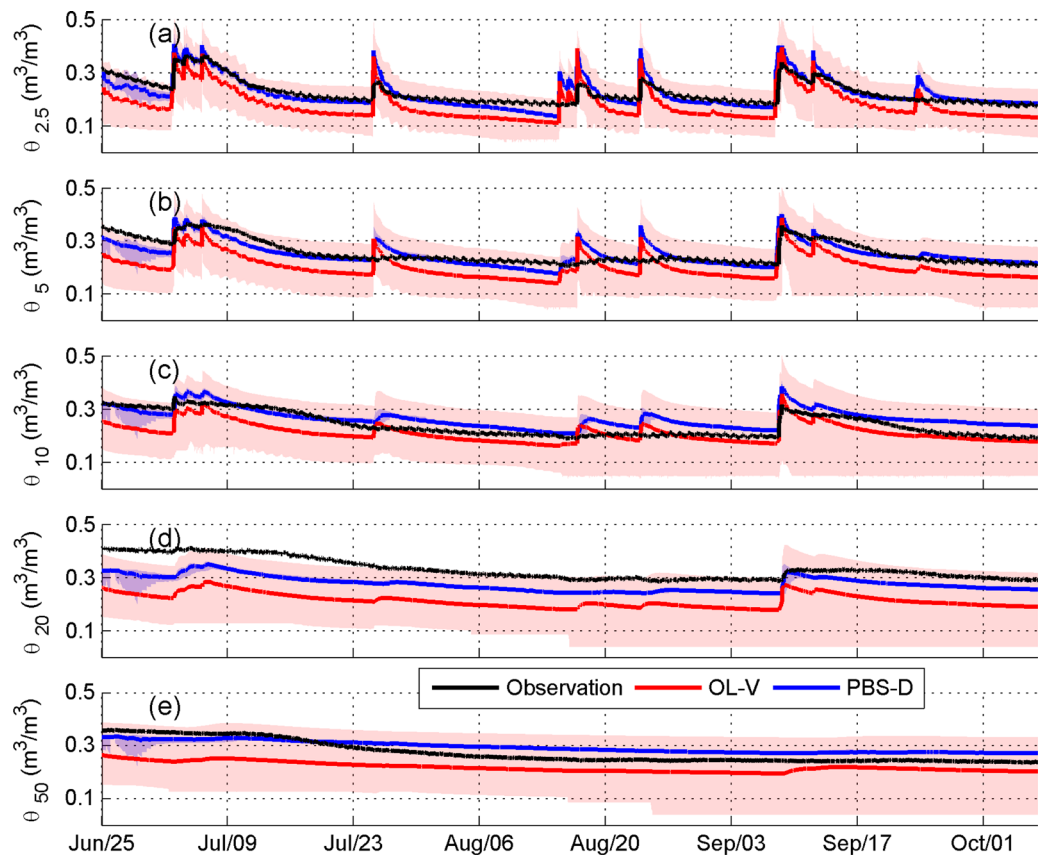 (a)
0.5
0.3
0.1
θ 2.5 (m³/m³)
(b)
0.5
0.3
0.1
θ 5 (m³/m³)
(c)
0.5
0.3
0.1
θ 10 (m³/m³)
(d)
0.5
0.3
0.1
θ 20 (m³/m³)
Observation OL-V PBS-D
(e)
0.5
0.3
0.1
θ 50 (m³/m³)
Jun/25 Jul/09 Jul/23 Aug/06 Aug/20 Sep/03 Sep/17 Oct/01